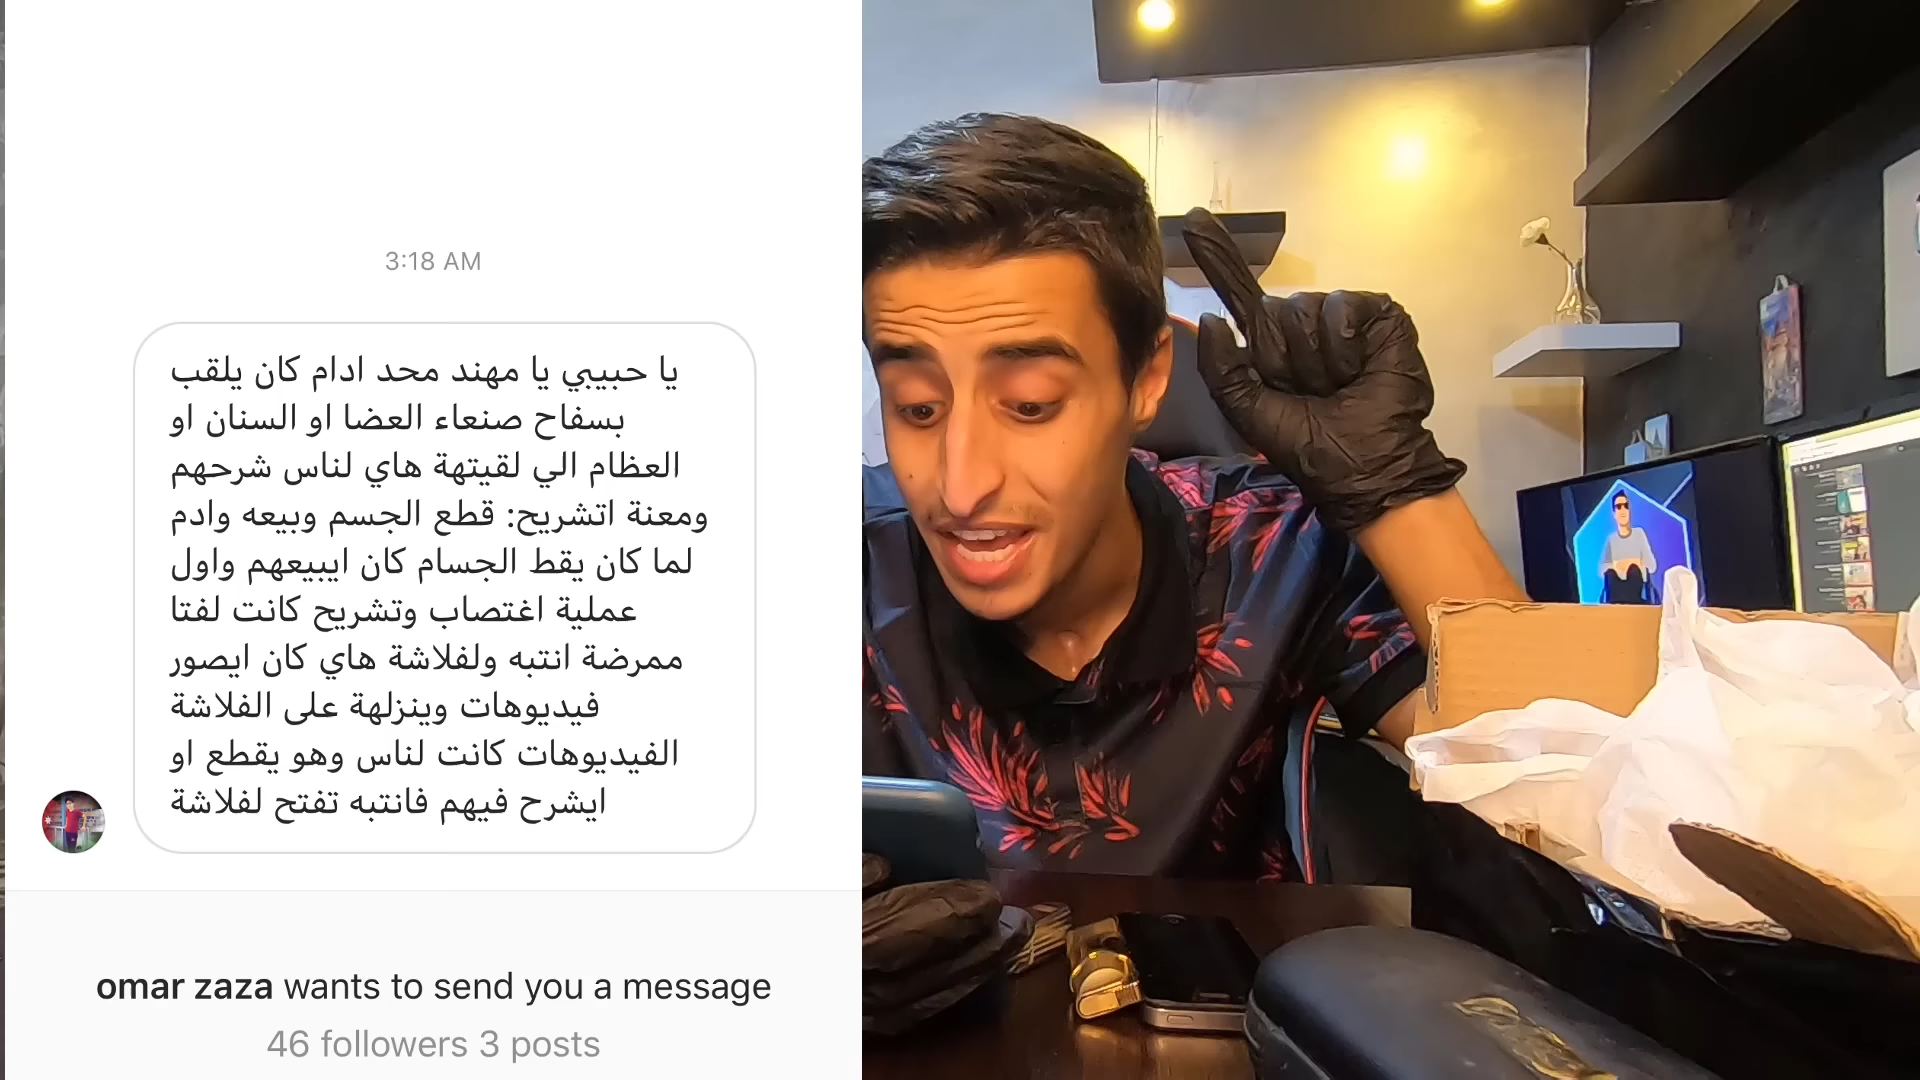 3:18 AM
يا حبيبي يا مهند محد ادام كان يلقب
بسفاح صنعاء العضا او السنان او
العظام الي لقيتهة هاي لناس شرحهم
ومعنة اتشريح: قطع الجسم وبيعه وادم
لما كان يقط الجسام كان ايبيعهم واول
عملية اغتصاب وتشريح كانت لفتا
ممرضة انتبه ولفلاشة هاي كان ايصور
فيديوهات وينزلهة على الفلاشة
الفيديوهات كانت لناس وهو يقطع او
ايشرح فيهم فانتبه تفتح لفلاشة
omar zaza wants to send you a message
46 followers 3 posts